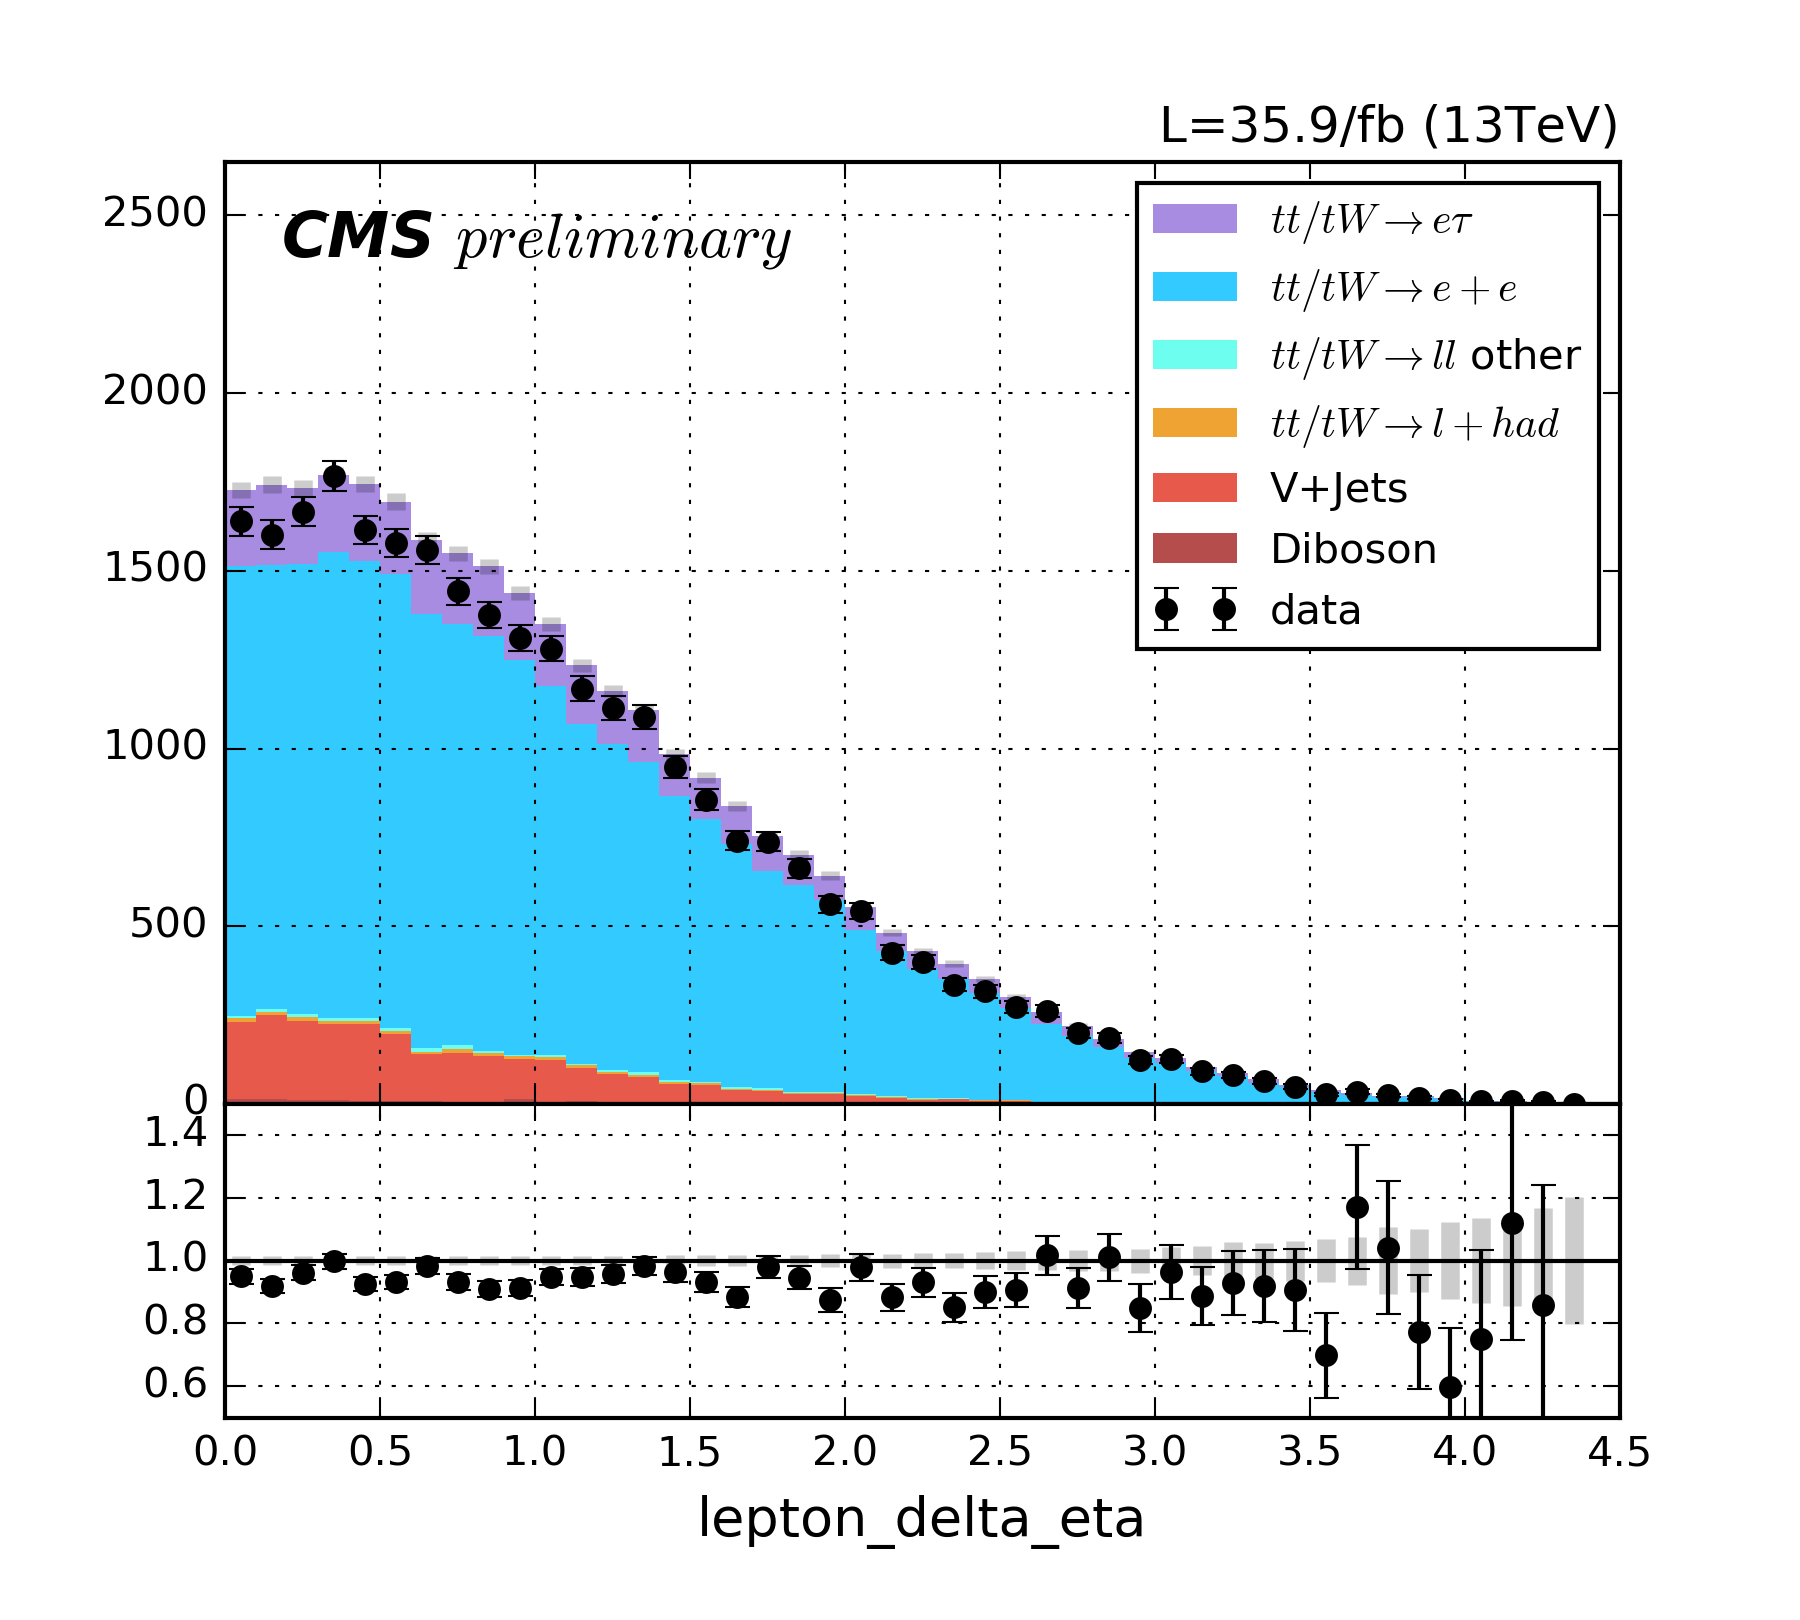 L=35.9/fb (13TeV)
CMS preliminary
2500
2000
1500
1000
500
0
tt/tW → eτ
tt/tW → e + e
tt/tW → ll other
tt/tW → l + had
V+Jets
Diboson
data
1.4
1.2
1.0
0.8
0.6
0.0 0.5 1.0 1.5 2.0 2.5 3.0 3.5 4.0 4.5
lepton_delta_eta